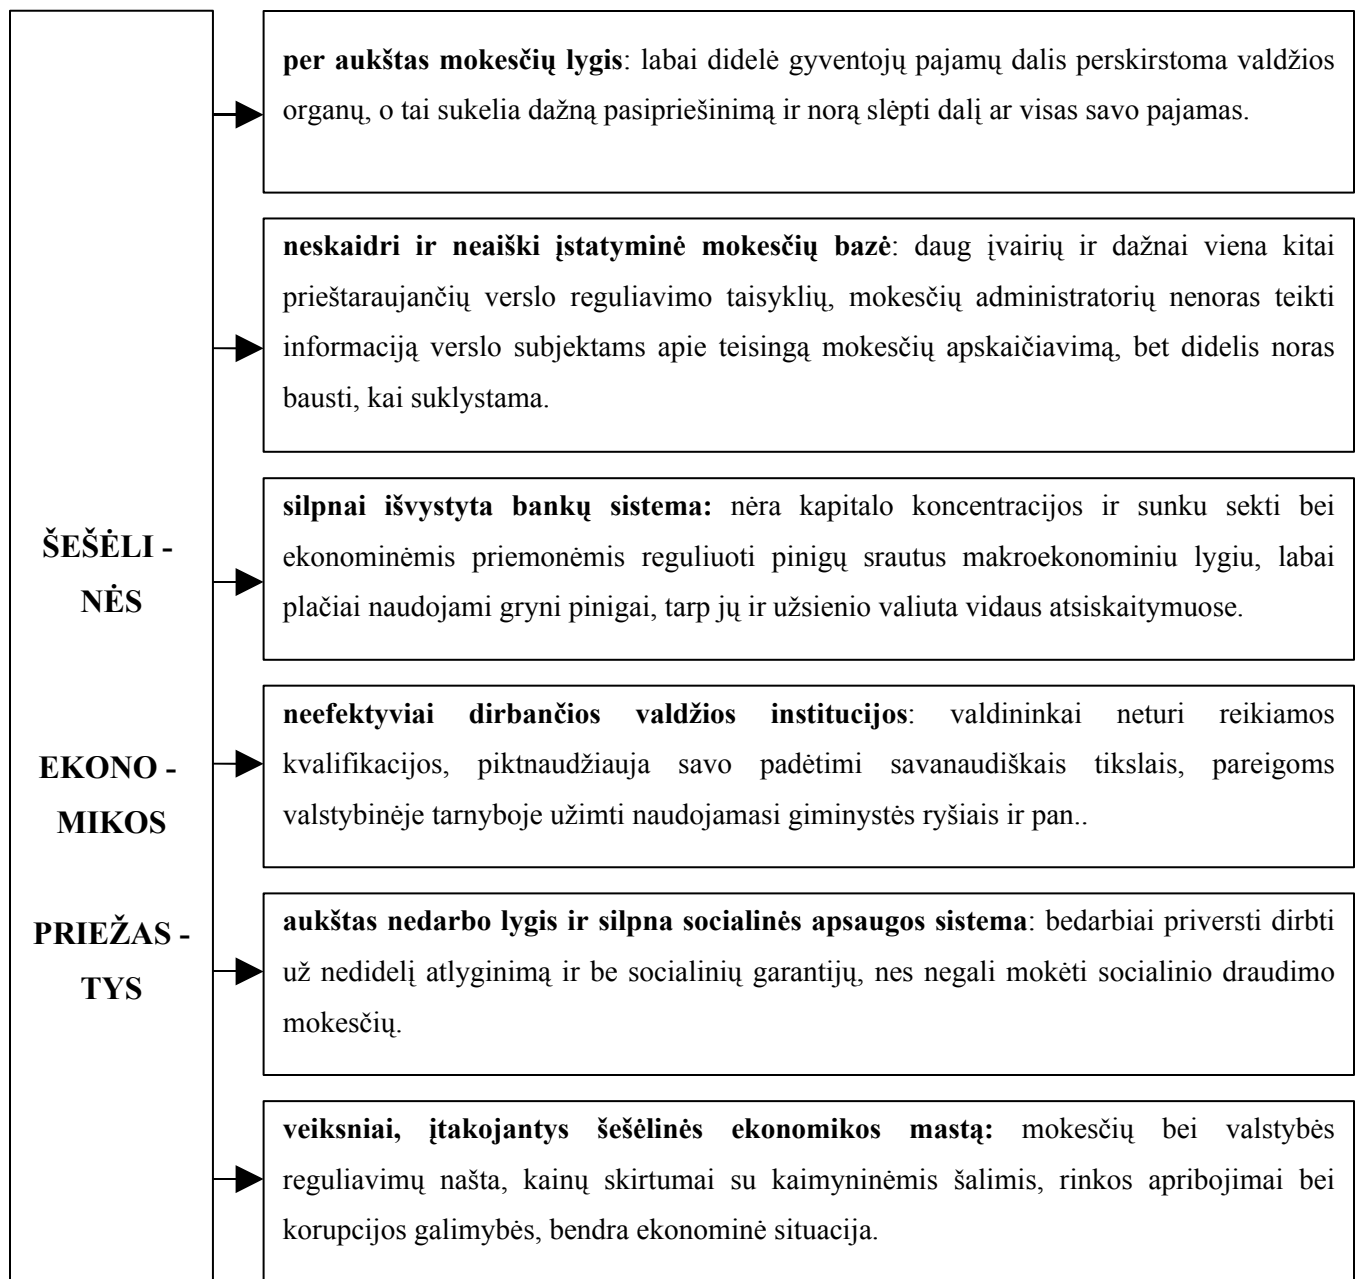 per aukštas mokesčių lygis: labai didelė gyventojų pajamų dalis perskirstoma valdžios
organų, o tai sukelia dažną pasipriešinimą ir norą slėpti dalį ar visas savo pajamas.
neskaidri ir neaiški įstatyminė mokesčių bazė: daug įvairių ir dažnai viena kitai
prieštaraujančių verslo reguliavimo taisyklių, mokesčių administratorių nenoras teikti
informaciją verslo subjektams apie teisingą mokesčių apskaičiavimą, bet didelis noras
bausti, kai suklystama.
ŠEŠĖLI -
NĖS
EKONO -
MIKOS
PRIEŽAS -
TYS
silpnai išvystyta bankų sistema: nėra kapitalo koncentracijos ir sunku sekti bei
ekonominėmis priemonėmis reguliuoti pinigų srautus makroekonominiu lygiu, labai
plačiai naudojami gryni pinigai, tarp jų ir užsienio valiuta vidaus atsiskaitymuose.
neefektyviai dirbančios valdžios institucijos: valdininkai neturi reikiamos
kvalifikacijos, piktnaudžiauja savo padėtimi savanaudiškais tikslais, pareigoms
valstybinėje tarnyboje užimti naudojamasi giminystės ryšiais ir pan..
aukštas nedarbo lygis ir silpna socialinės apsaugos sistema: bedarbiai priversti dirbti
už nedidelį atlyginimą ir be socialinių garantijų, nes negali mokėti socialinio draudimo
mokesčių.
veiksniai, įtakojantys šešėlinės ekonomikos mastą: mokesčių bei valstybės
reguliavimų našta, kainų skirtumai su kaimyninėmis šalimis, rinkos apribojimai bei
korupcijos galimybės, bendra ekonominė situacija.